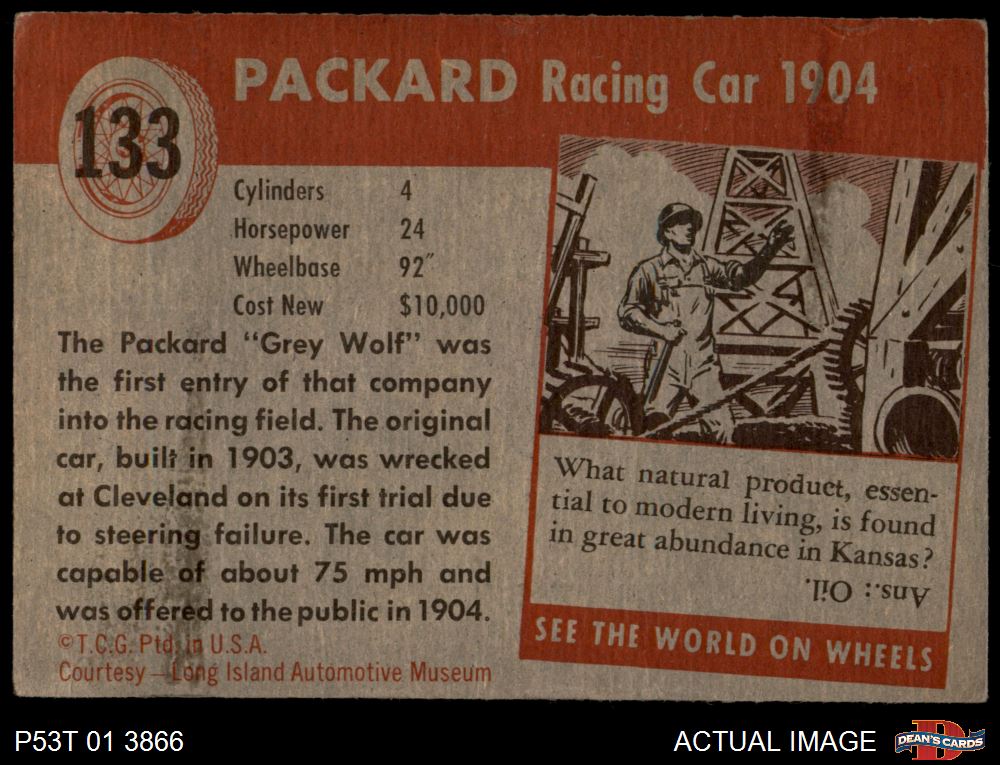 133
PACKARD Racing Car 1904
Cylinders 4
Horsepower 24
Wheelbase 92"
Cost New $10,000
The Packard "Grey Wolf" was
the first entry of that company
into the racing field. The original
car, built in 1903, was wrecked
at Cleveland on its first trial due
to steering failure. The car was
capable of about 75 mph and
was offered to the public in 1904.
© T.C.G. Ptd. in U.S.A.
Courtesy—Long Island Automotive Museum
What natural product, essen-
tial to modern living, is found
in great abundance in Kansas?
Ans.: Oil.
SEE THE WORLD ON WHEELS
P53T 01 3866
ACTUAL IMAGE
DEAN'S CARDS